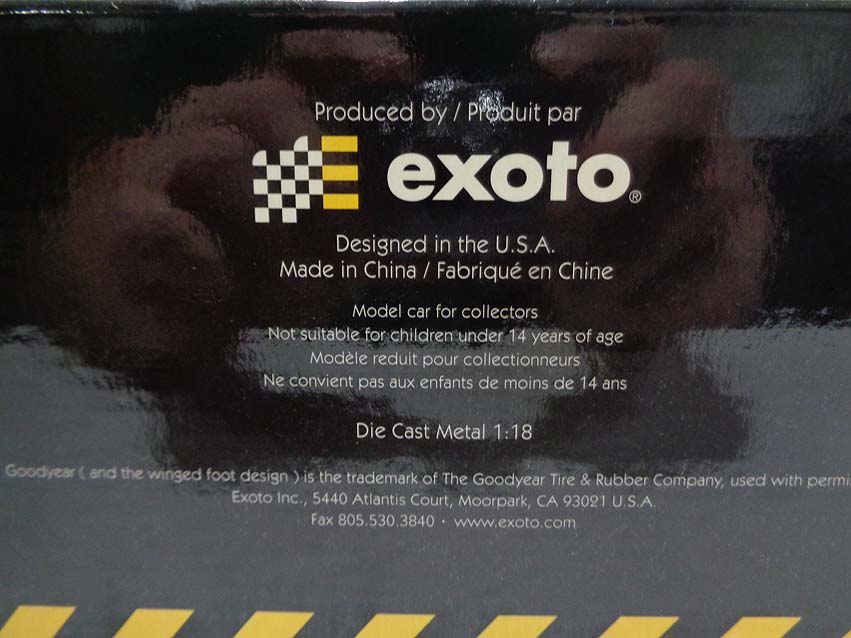 Produced by / Produit par
exoto®
Designed in the U.S.A.
Made in China / Fabriqué en Chine
Model car for collectors
Not suitable for children under 14 years of age
Modèle reduit pour collectionneurs
Ne convient pas aux enfants de moins de 14 ans
Die Cast Metal 1:18
Goodyear ( and the winged foot design ) is the trademark of The Goodyear Tire & Rubber Company, used with permi
Exoto Inc., 5440 Atlantis Court, Moorpark, CA 93021 U.S.A.
Fax 805.530.3840 · www.exoto.com